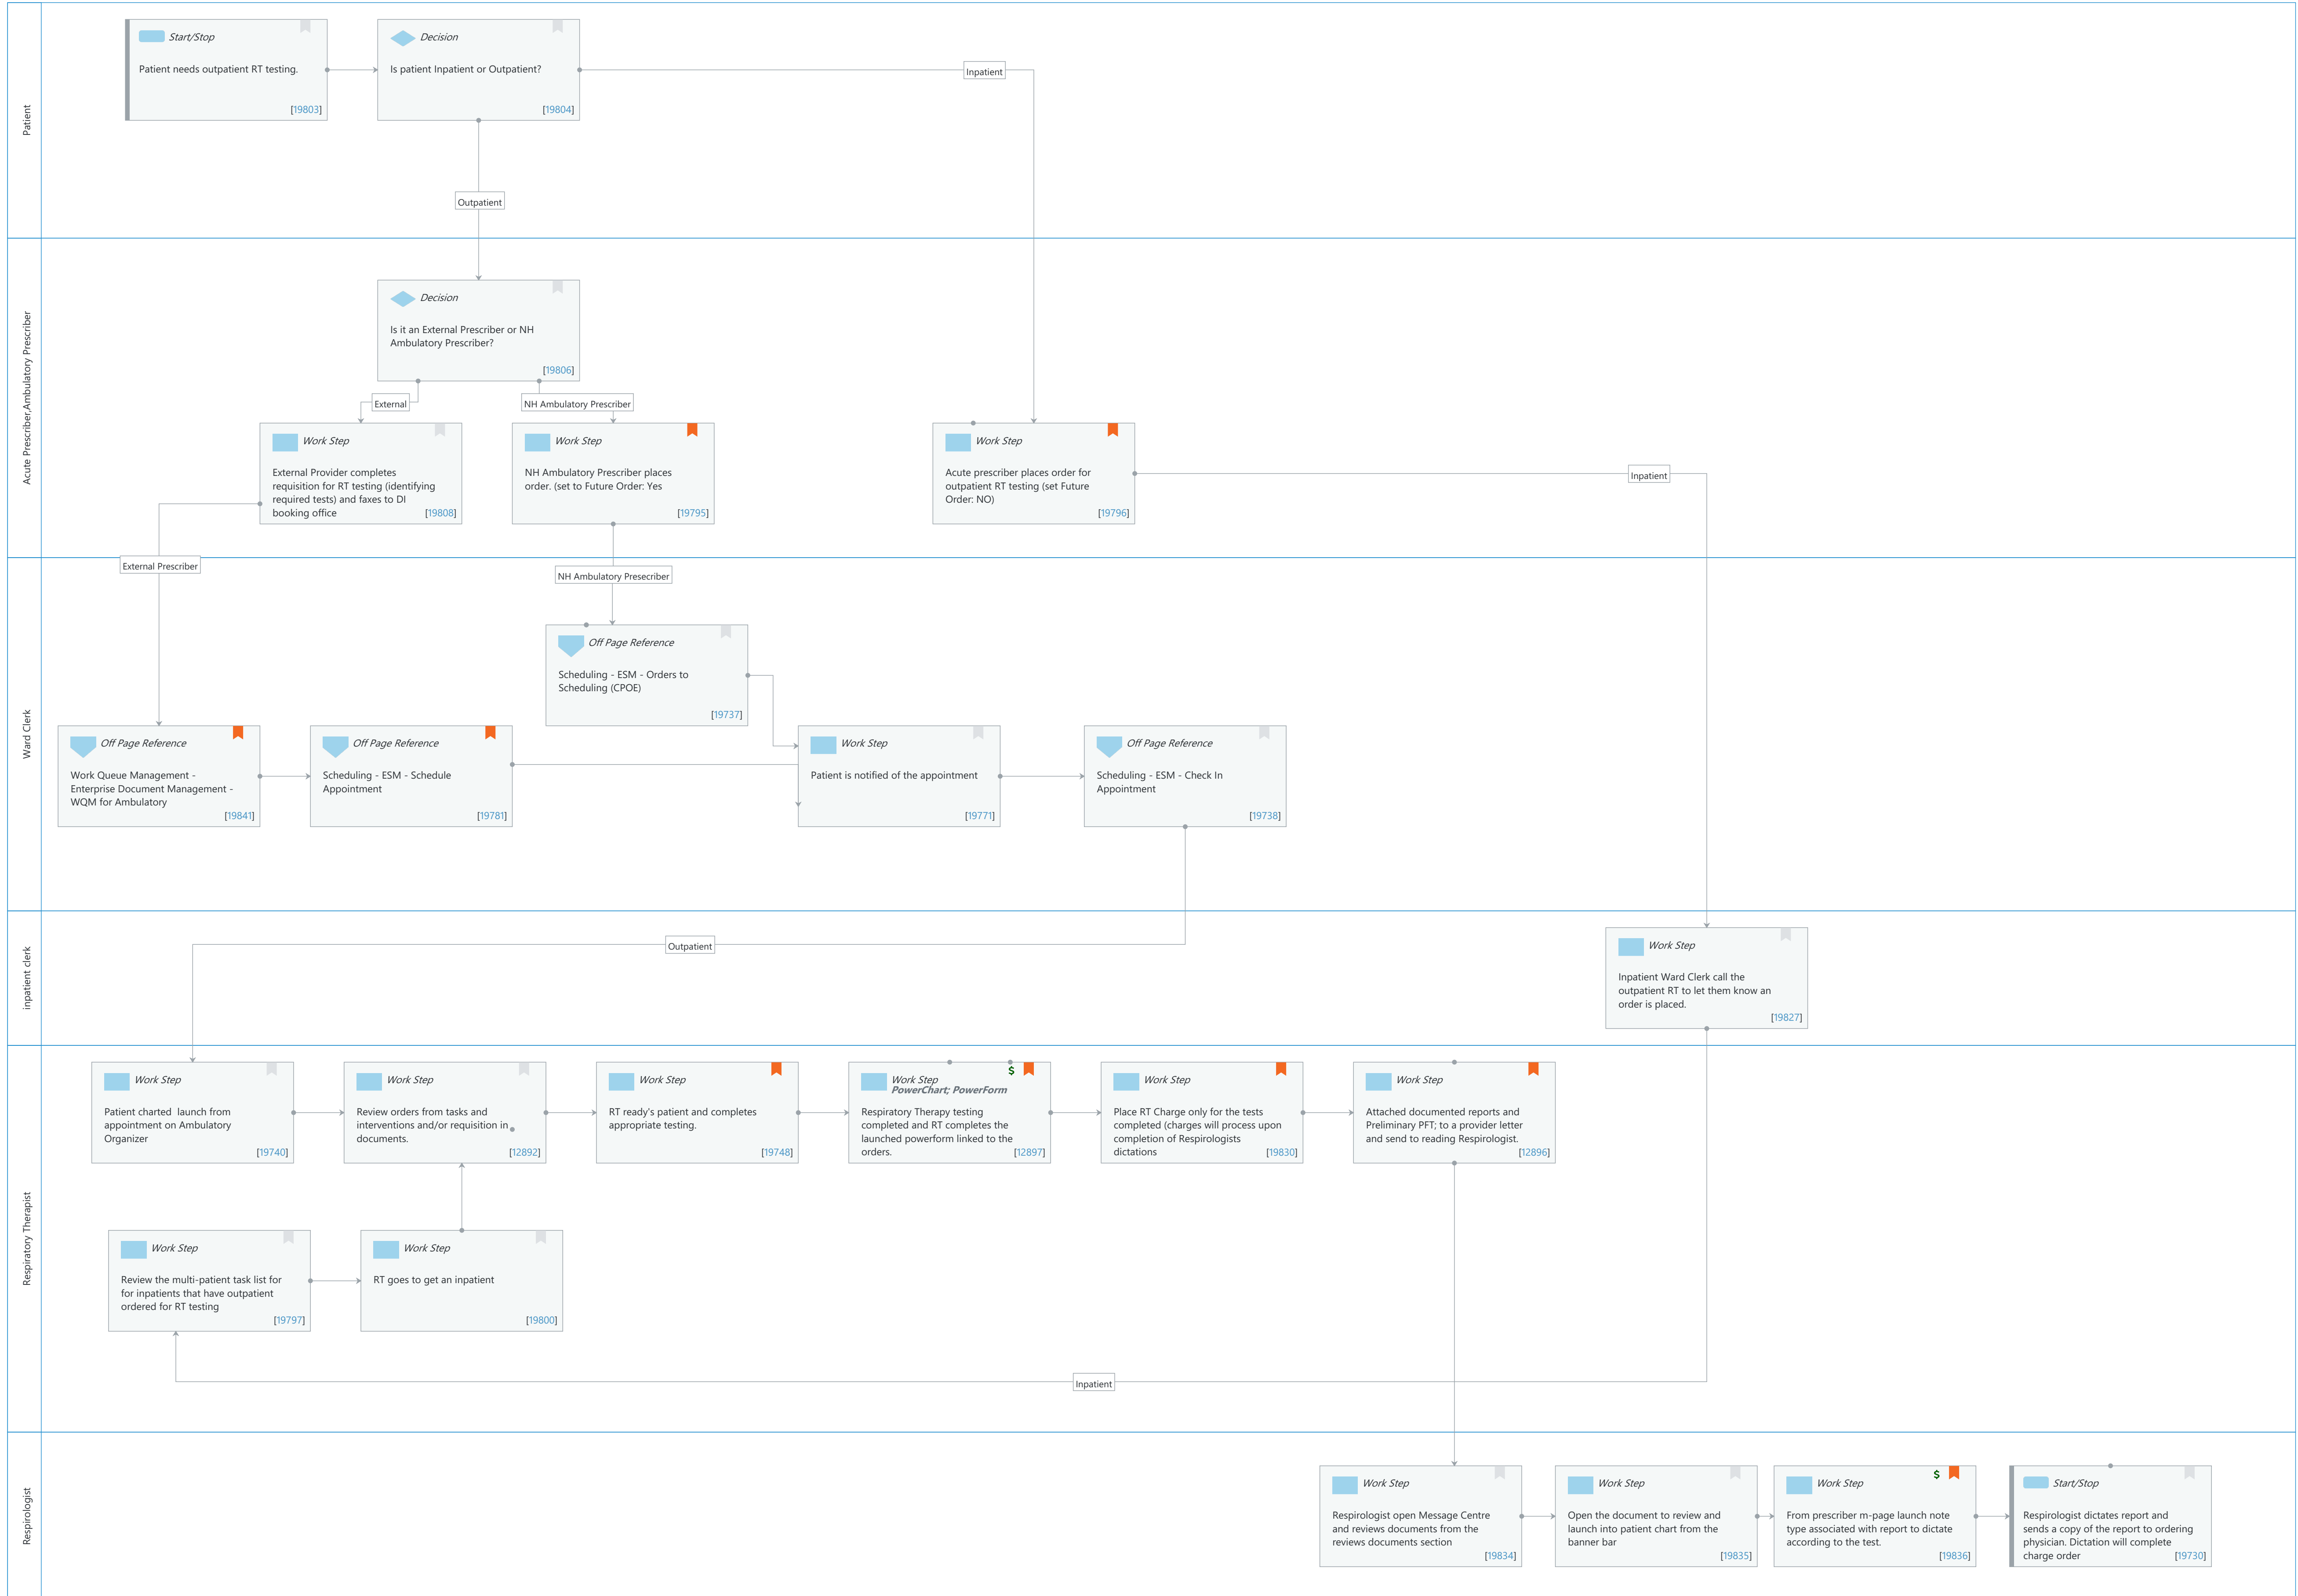 Patient
Start/Stop
Patient needs outpatient RT testing.
[19803]
Decision
Is patient Inpatient or Outpatient?
[19804]
Inpatient
Outpatient
Acute Prescriber,Ambulatory Prescriber
Decision
Is it an External Prescriber or NH
Ambulatory Prescriber?
[19806]
External
NH Ambulatory Prescriber
Work Step
External Provider completes
requisition for RT testing (identifying
required tests) and faxes to DI
booking office
[19808]
Work Step
NH Ambulatory Prescriber places
order. (set to Future Order: Yes
[19795]
Work Step
Acute prescriber places order for
outpatient RT testing (set Future
Order: NO)
[19796]
Inpatient
External Prescriber
NH Ambulatory Presecriber
Ward Clerk
Off Page Reference
Scheduling - ESM - Orders to
Scheduling (CPOE)
[19737]
Off Page Reference
Work Queue Management -
Enterprise Document Management -
WQM for Ambulatory
[19841]
Off Page Reference
Scheduling - ESM - Schedule
Appointment
[19781]
Work Step
Patient is notified of the appointment
[19771]
Off Page Reference
Scheduling - ESM - Check In
Appointment
[19738]
inpatient clerk
Outpatient
Work Step
Inpatient Ward Clerk call the
outpatient RT to let them know an
order is placed.
[19827]
Respiratory Therapist
Work Step
Patient charted  launch from
appointment on Ambulatory
Organizer
[19740]
Work Step
Review orders from tasks and
interventions and/or requisition in
documents.
[12892]
Work Step
RT ready's patient and completes
appropriate testing.
[19748]
$
Work Step
PowerChart; PowerForm
Respiratory Therapy testing
completed and RT completes the
launched powerform linked to the
orders.
[12897]
Work Step
Place RT Charge only for the tests
completed (charges will process upon
completion of Respirologists
dictations
[19830]
Work Step
Attached documented reports and
Preliminary PFT; to a provider letter
and send to reading Respirologist.
[12896]
Work Step
Review the multi-patient task list for
for inpatients that have outpatient
ordered for RT testing
[19797]
Work Step
RT goes to get an inpatient
[19800]
Inpatient
Respirologist
Work Step
Respirologist open Message Centre
and reviews documents from the
reviews documents section
[19834]
Work Step
Open the document to review and
launch into patient chart from the
banner bar
[19835]
$
Work Step
From prescriber m-page launch note
type associated with report to dictate
according to the test.
[19836]
Start/Stop
Respirologist dictates report and
sends a copy of the report to ordering
physician. Dictation will complete
charge order
[19730]